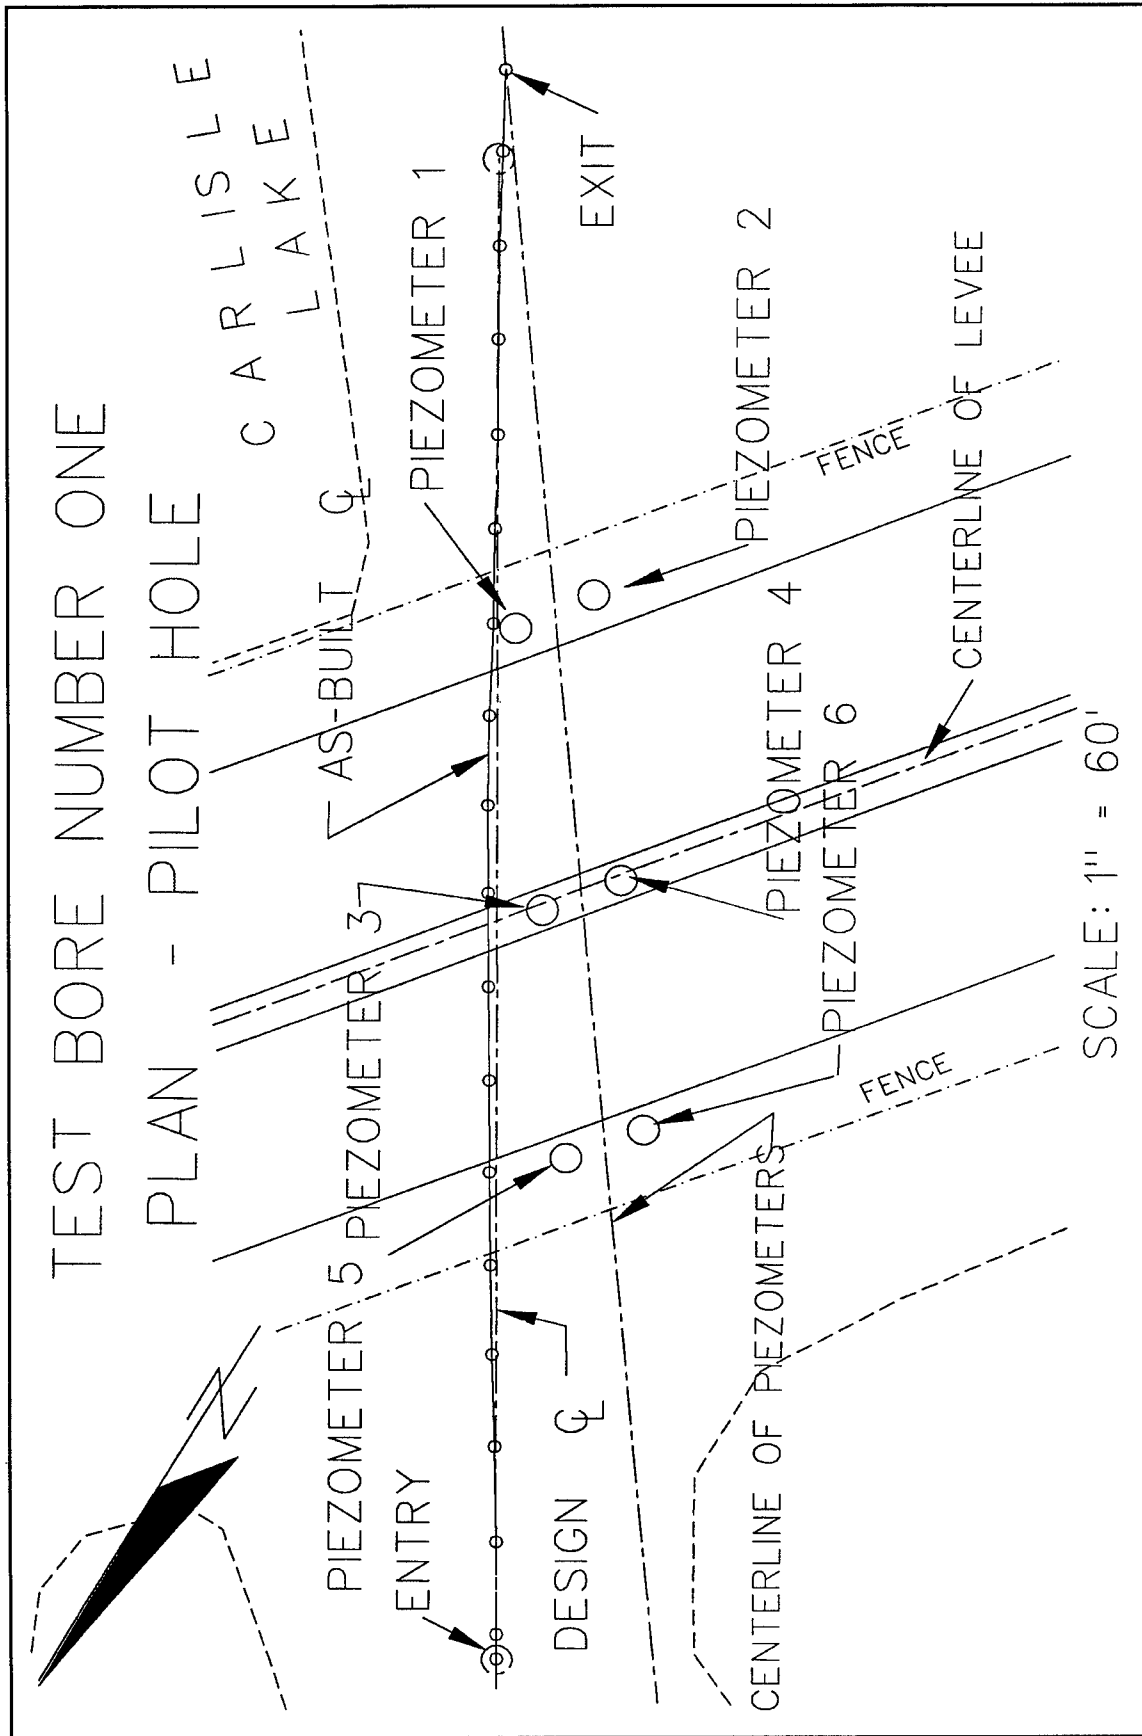 TEST BORE NUMBER ONE
PLAN - PILOT HOLE
CARLISLE
LAKE
AS-BUILT ℄
PIEZOMETER 1
EXIT
PIEZOMETER 5
PIEZOMETER 3
ENTRY
DESIGN ℄
PIEZOMETER 2
PIEZOMETER 4
PIEZOMETER 6
FENCE
FENCE
CENTERLINE OF PIEZOMETERS
CENTERLINE OF LEVEE
SCALE: 1" = 60'
N